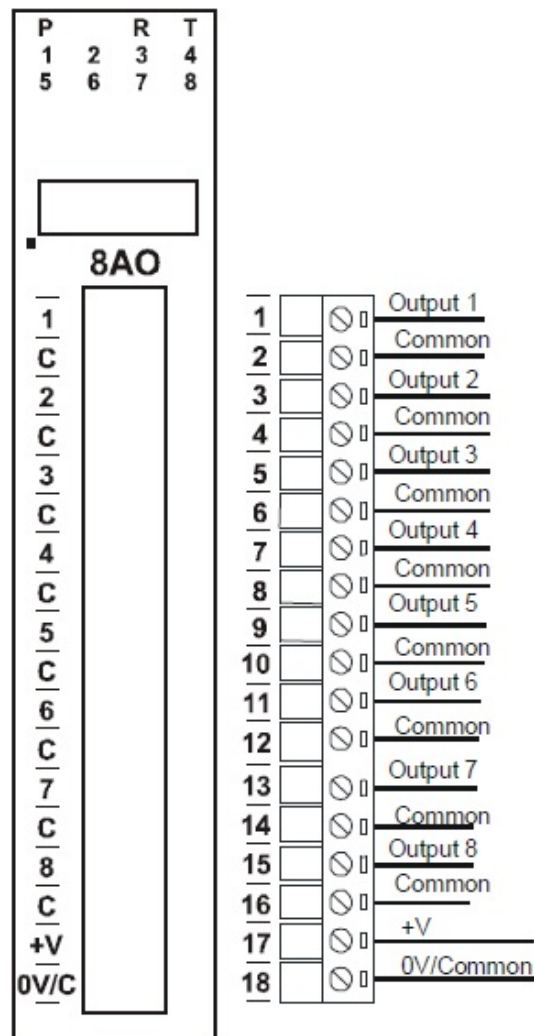 P R T
1 2 3 4
5 6 7 8
8AO
1
C
2
C
3
C
4
C
5
C
6
C
7
C
8
C
+V
0V/C
1 Output 1
2 Common
3 Output 2
4 Common
5 Output 3
6 Common
7 Output 4
8 Common
9 Output 5
10 Common
11 Output 6
12 Common
13 Output 7
14 Common
15 Output 8
16 Common
17 +V
18 0V/Common